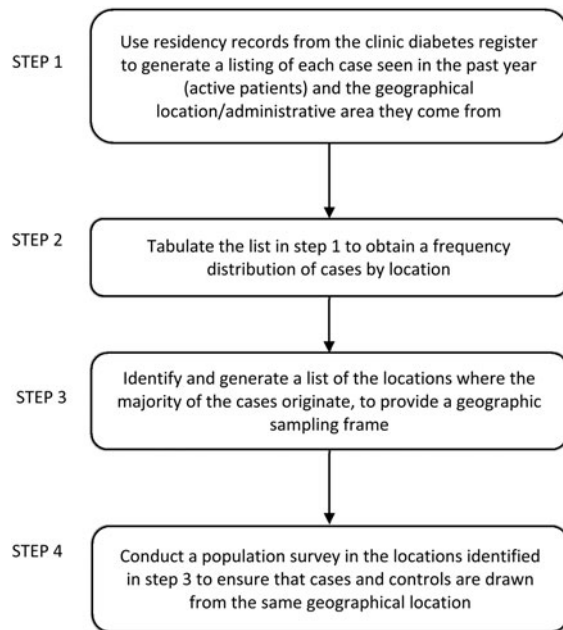 STEP 1
Use residency records from the clinic diabetes register
to generate a listing of each case seen in the past year
(active patients) and the geographical
location/administrative area they come from
STEP 2
Tabulate the list in step 1 to obtain a frequency
distribution of cases by location
STEP 3
Identify and generate a list of the locations where the
majority of the cases originate, to provide a geographic
sampling frame
STEP 4
Conduct a population survey in the locations identified
in step 3 to ensure that cases and controls are drawn
from the same geographical location